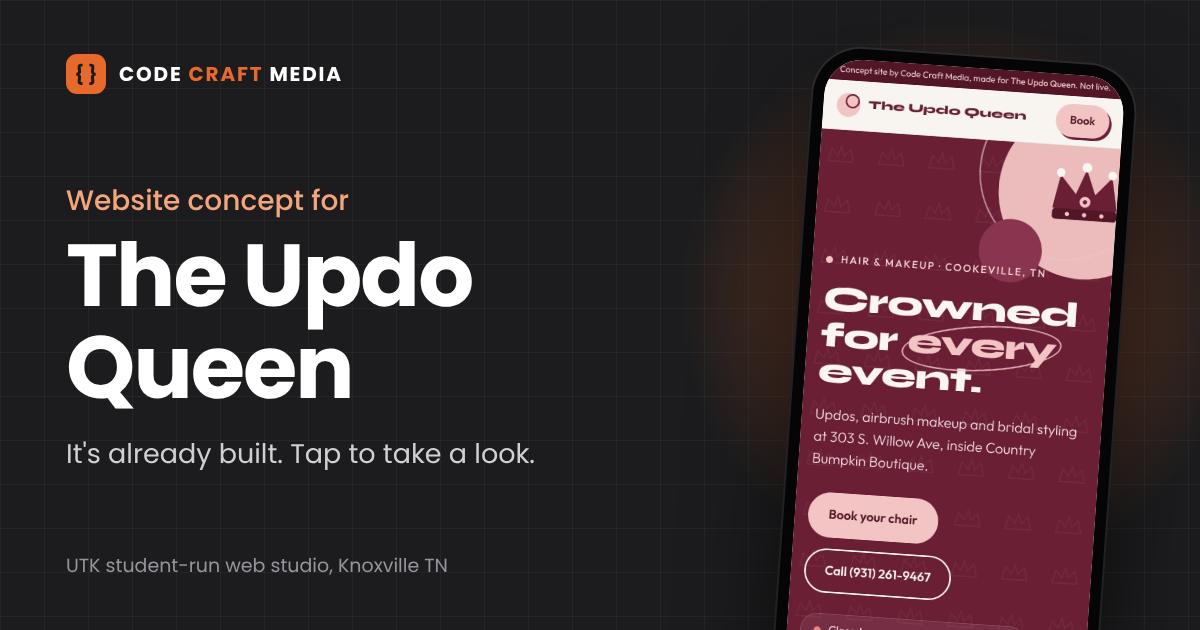 { } CODE CRAFT MEDIA
Website concept for
The Updo
Queen
It's already built. Tap to take a look.
UTK student-run web studio, Knoxville TN
Concept site by Code Craft Media, made for The Updo Queen. Not live.
The Updo Queen
Book
HAIR & MAKEUP · COOKEVILLE, TN
Crowned
for every
event.
Updos, airbrush makeup and bridal styling
at 303 S. Willow Ave, inside Country
Bumpkin Boutique.
Book your chair
Call (931) 261-9467